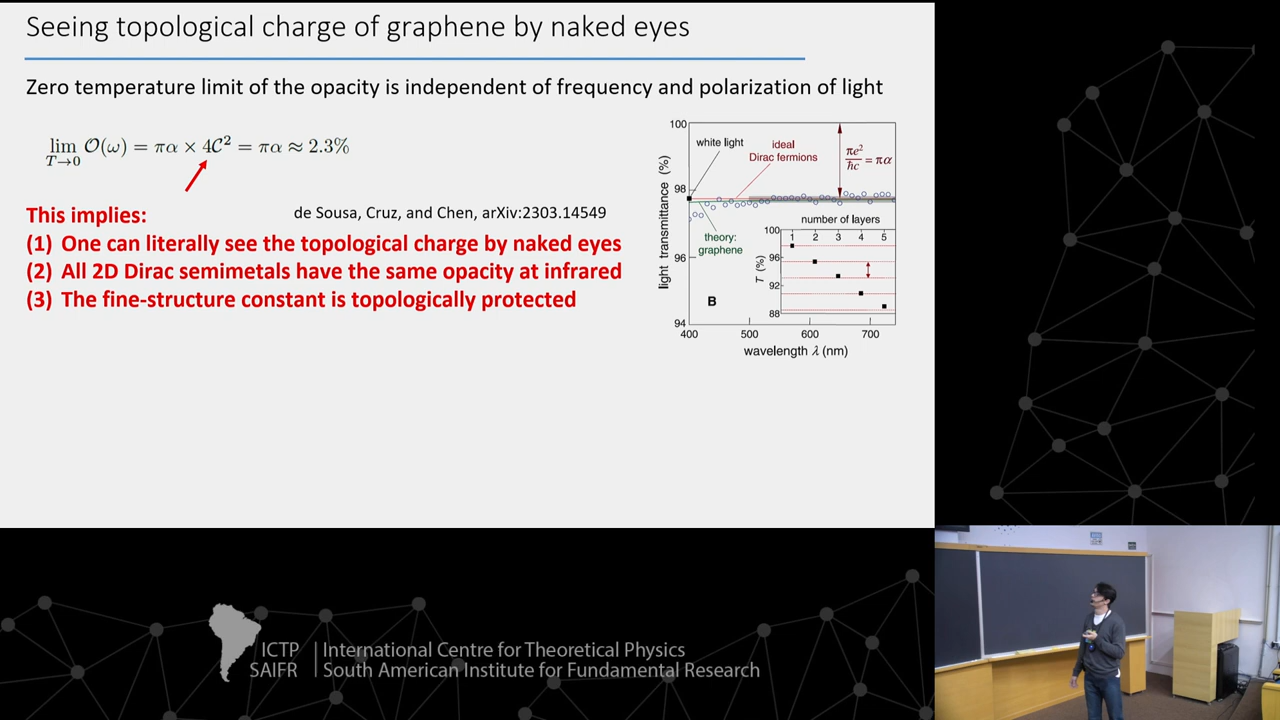 Seeing topological charge of graphene by naked eyes
Zero temperature limit of the opacity is independent of frequency and polarization of light
lim 𝒪(ω) = πα × 4𝒞² = πα ≈ 2.3%
T→0
This implies:
de Sousa, Cruz, and Chen, arXiv:2303.14549
(1) One can literally see the topological charge by naked eyes
(2) All 2D Dirac semimetals have the same opacity at infrared
(3) The fine-structure constant is topologically protected
100
98
96
94
light transmittance (%)
white light
ideal
Dirac fermions
πe²/ħc = πα
theory:
graphene
B
number of layers
1 2 3 4 5
100
96
92
88
T (%)
400 500 600 700
wavelength λ (nm)
ICTP
SAIFR
International Centre for Theoretical Physics
South American Institute for Fundamental Research